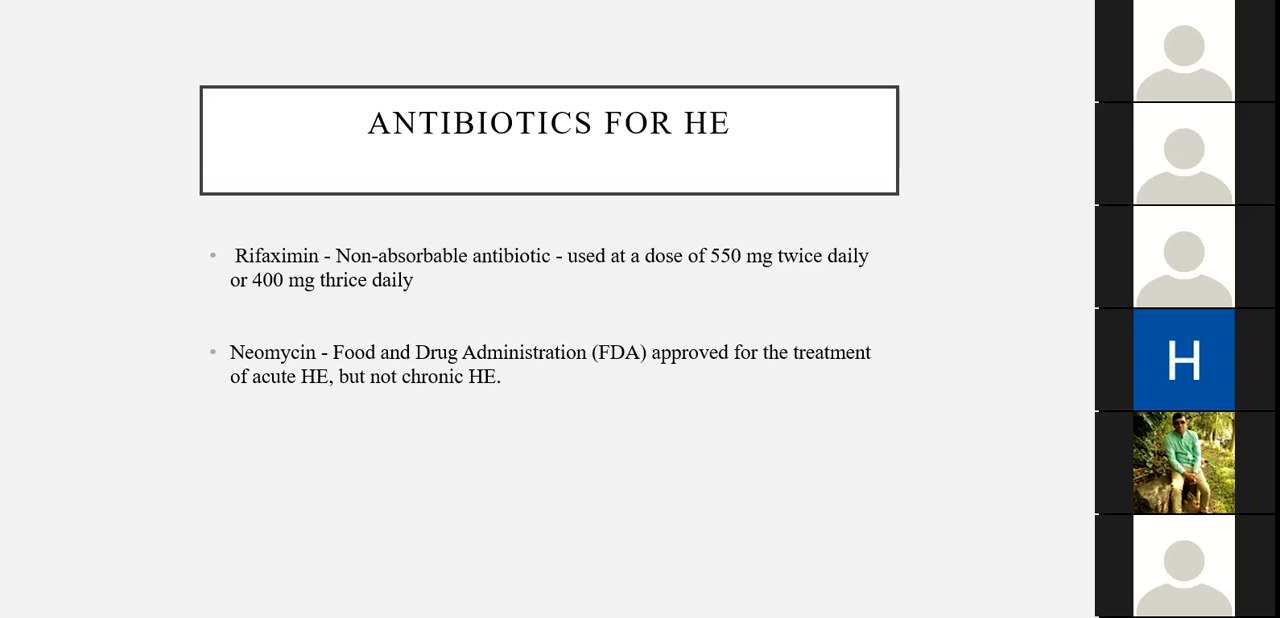 ANTIBIOTICS FOR HE
• Rifaximin - Non-absorbable antibiotic - used at a dose of 550 mg twice daily
or 400 mg thrice daily
• Neomycin - Food and Drug Administration (FDA) approved for the treatment
of acute HE, but not chronic HE.
H